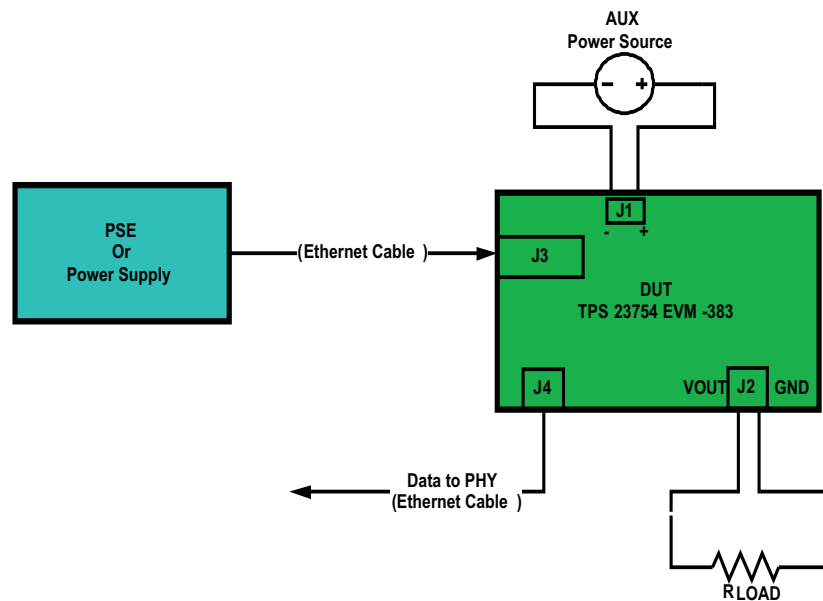 AUX
Power Source
- +
J1
- +
PSE
Or
Power Supply
(Ethernet Cable )
J3
DUT
TPS 23754 EVM -383
J4
VOUT J2 GND
Data to PHY
(Ethernet Cable )
RLOAD